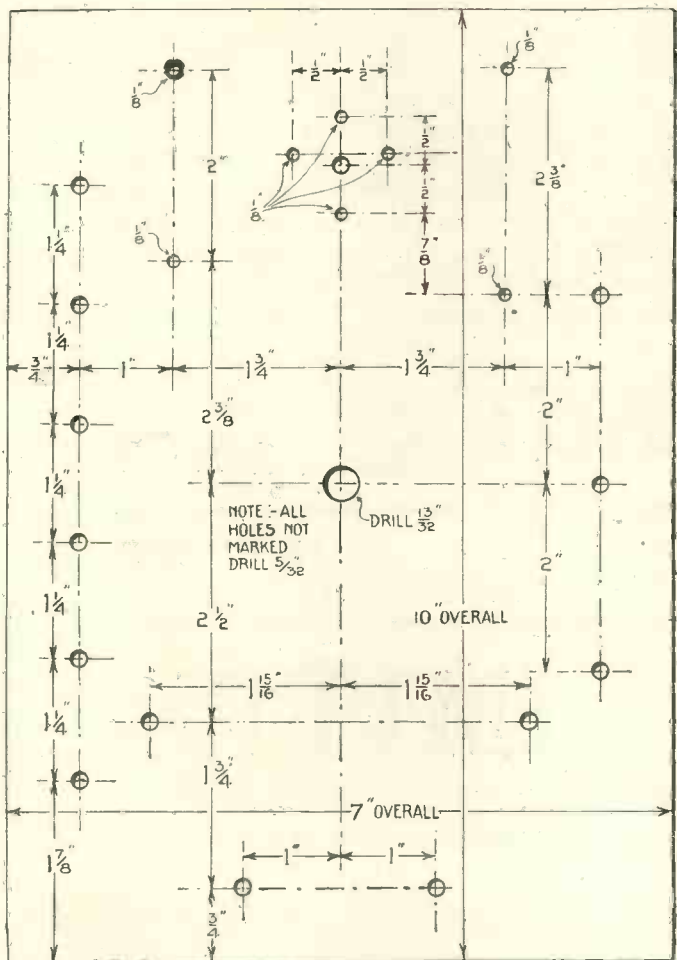 1/8"
1/2" 1/2"
1/8"
1/8"
2"
1/2"
2 3/8"
1/2"
1/8"
1/8"
7/8"
1/8"
1 1/4"
1 1/4"
3/4" 1" 1 3/4" 1 3/4" 1"
2 3/8"
2"
1 1/4"
NOTE :- ALL
HOLES NOT
MARKED
DRILL 5/32"
DRILL 13/32"
2"
1 1/4"
2 1/2"
10" OVERALL
1 15/16" 1 15/16"
1 1/4"
1 3/4"
7" OVERALL
1 7/8"
1" 1"
3/4"